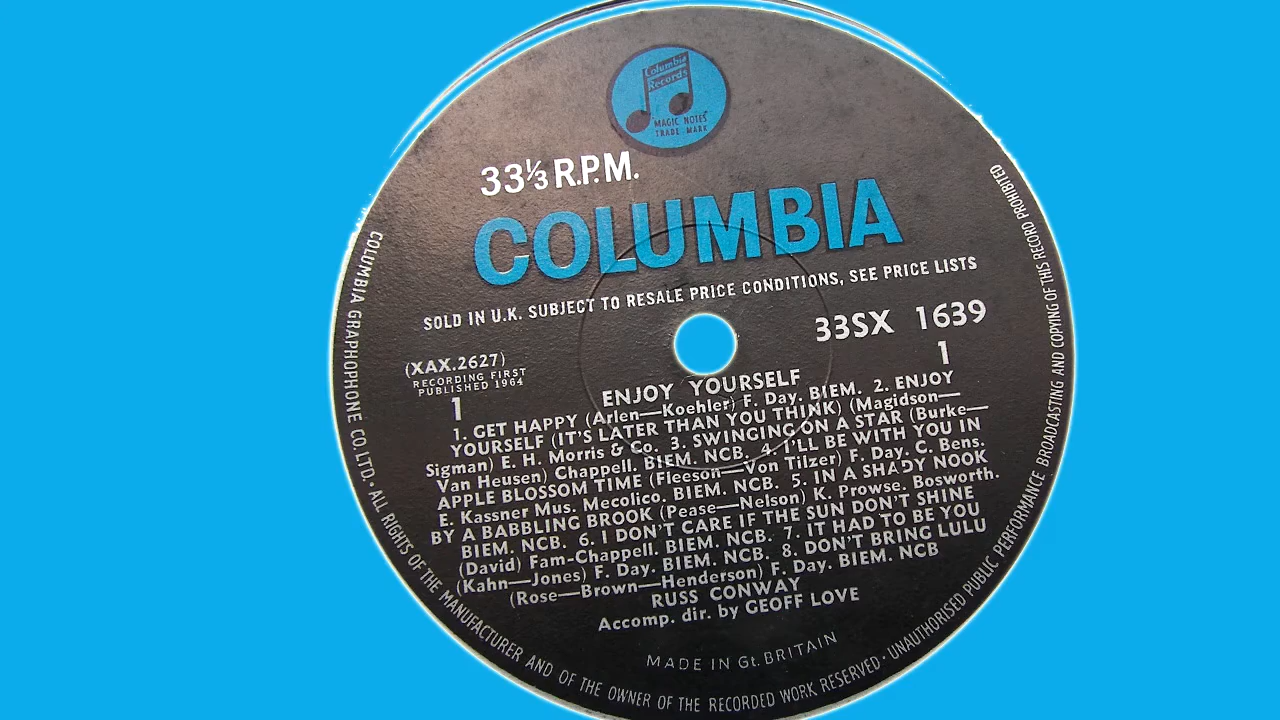 Columbia
Records
MAGIC NOTES
TRADE MARK
33⅓ R.P.M.
COLUMBIA
SOLD IN U.K. SUBJECT TO RESALE PRICE CONDITIONS, SEE PRICE LISTS
33SX 1639
(XAX.2627)
RECORDING FIRST
PUBLISHED 1964
1
1
ENJOY YOURSELF
1. GET HAPPY (Arlen—Koehler) F. Day. BIEM. 2. ENJOY
YOURSELF (IT'S LATER THAN YOU THINK) (Magidson—
Sigman) E. H. Morris & Co. 3. SWINGING ON A STAR (Burke—
Van Heusen) Chappell. BIEM. NCB. 4. I'LL BE WITH YOU IN
APPLE BLOSSOM TIME (Fleeson—Von Tilzer) F. Day. C. Bens.
E. Kassner Mus. Mecolico. BIEM. NCB. 5. IN A SHADY NOOK
BY A BABBLING BROOK (Pease—Nelson) K. Prowse. Bosworth.
BIEM. NCB. 6. I DON'T CARE IF THE SUN DON'T SHINE
(David) Fam-Chappell. BIEM. NCB. 7. IT HAD TO BE YOU
(Kahn—Jones) F. Day. BIEM. NCB. 8. DON'T BRING LULU
(Rose—Brown—Henderson) F. Day. BIEM. NCB
RUSS CONWAY
Accomp. dir. by GEOFF LOVE
MADE IN Gt. BRITAIN
COLUMBIA GRAPHOPHONE CO. LTD. · ALL RIGHTS OF THE MANUFACTURER AND OF THE OWNER OF THE RECORDED WORK RESERVED · UNAUTHORISED PUBLIC PERFORMANCE BROADCASTING AND COPYING OF THIS RECORD PROHIBITED